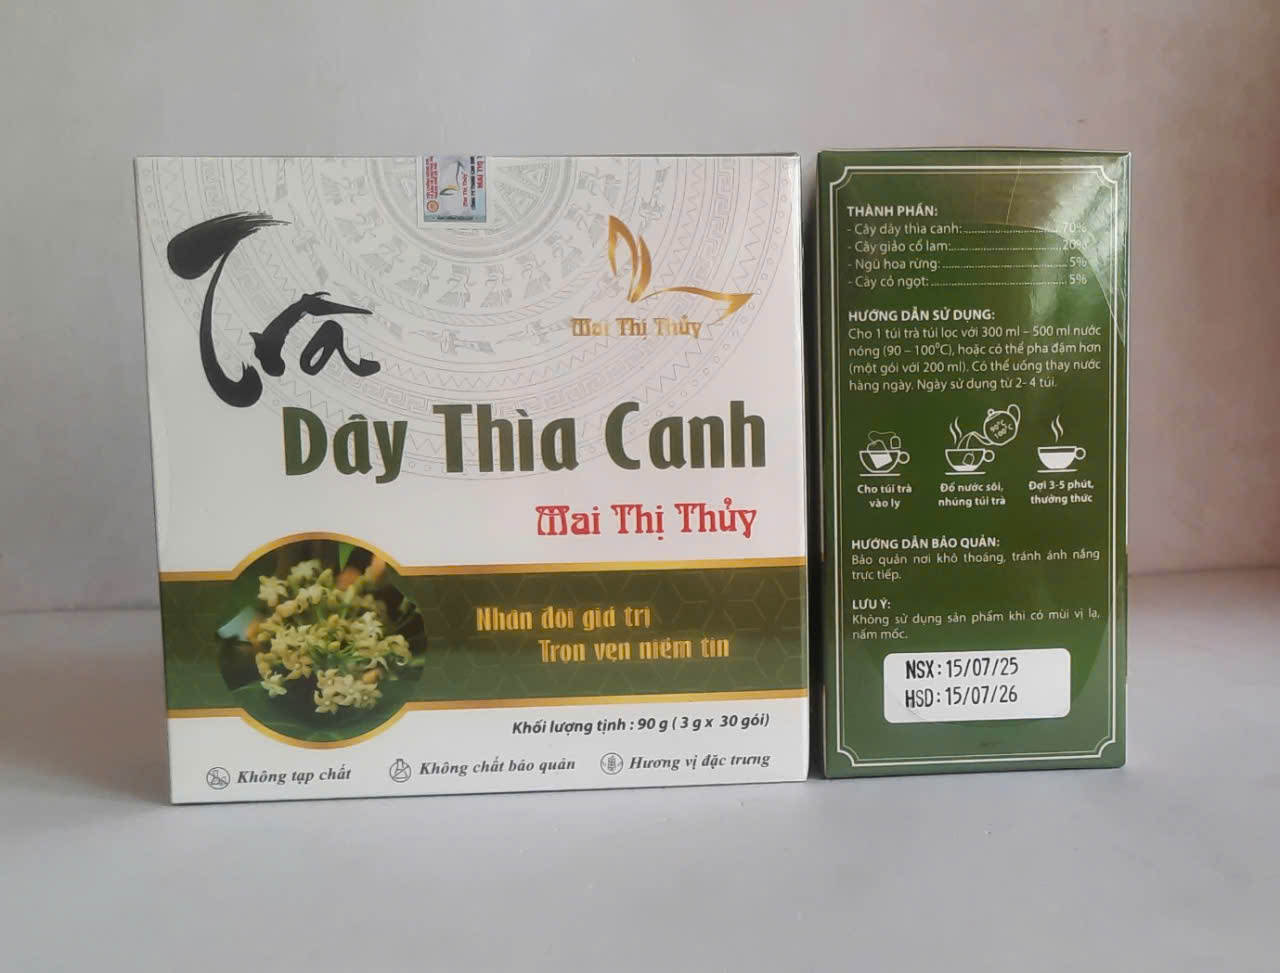 Trà
Mai Thị Thủy
Dây Thìa Canh
Mai Thị Thủy
Nhân đôi giá trị
Trọn vẹn niềm tin
Khối lượng tịnh : 90 g ( 3 g x 30 gói)
Không tạp chất
Không chất bảo quản
Hương vị đặc trưng
THÀNH PHẦN:
- Cây dây thìa canh:..........................70%
- Cây giảo cổ lam:..............................20%
- Ngũ hoa rừng:..................................5%
- Cây cỏ ngọt:.....................................5%
HƯỚNG DẪN SỬ DỤNG:
Cho 1 túi trà túi lọc với 300 ml – 500 ml nước
nóng (90 – 100⁰C), hoặc có thể pha đậm hơn
(một gói với 200 ml). Có thể uống thay nước
hàng ngày. Ngày sử dụng từ 2- 4 túi.
90°C
100°C
Cho túi trà
vào ly
Đổ nước sôi,
nhúng túi trà
Đợi 3-5 phút,
thưởng thức
HƯỚNG DẪN BẢO QUẢN:
Bảo quản nơi khô thoáng, tránh ánh nắng
trực tiếp.
LƯU Ý:
Không sử dụng sản phẩm khi có mùi vị lạ,
nấm mốc.
NSX: 15/07/25
HSD: 15/07/26